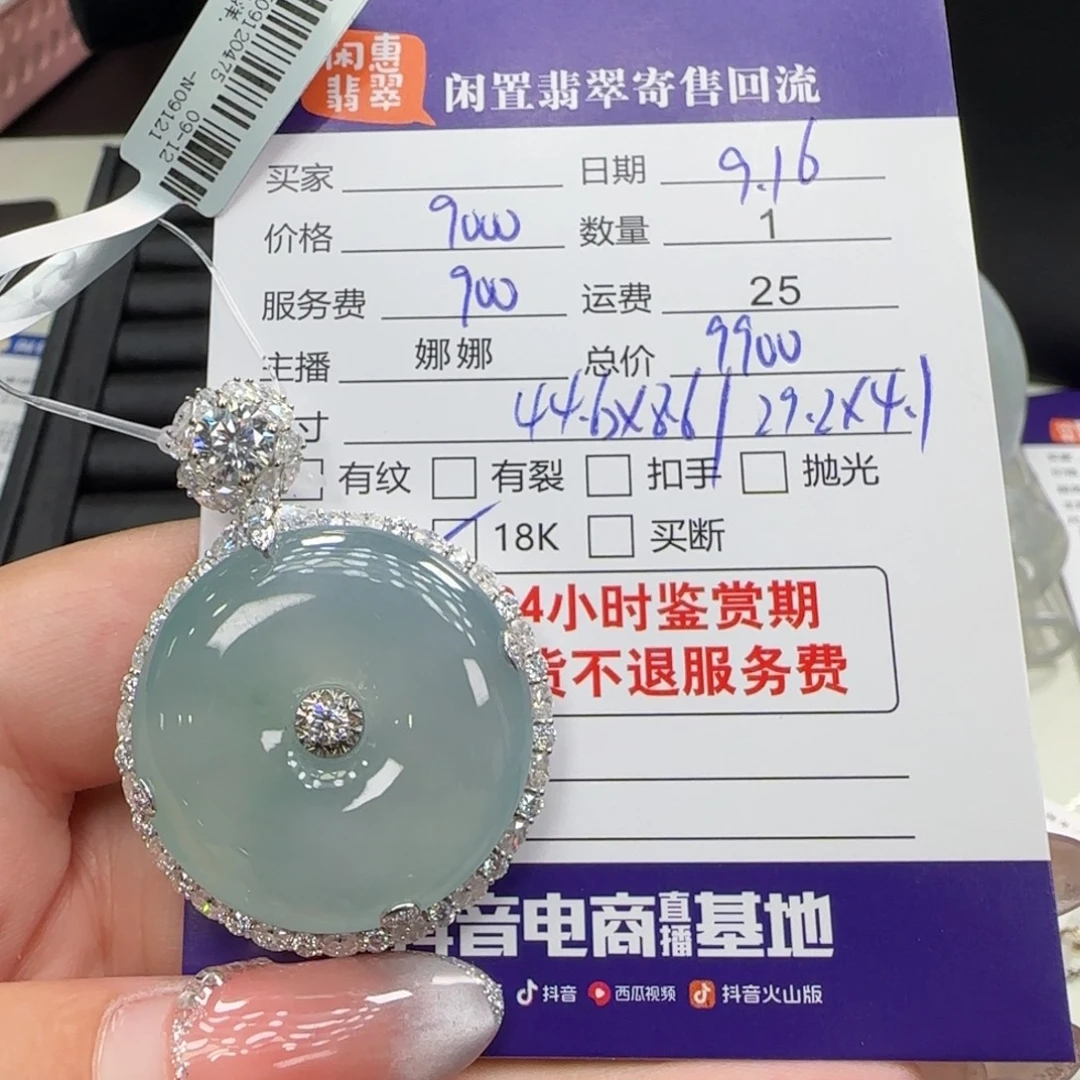 09120475
09-12
-N09121
闲惠
翡翠
闲置翡翠寄售回流
买家 日期 9.16
价格 9000 数量 1
服务费 900 运费 25
主播 娜娜 总价 9900
寸 44.6X8.6/29.2X4.1
有纹 有裂 扣手 抛光
18K 买断
4小时鉴赏期
货不退服务费
抖音电商直播基地
抖音 西瓜视频 抖音火山版